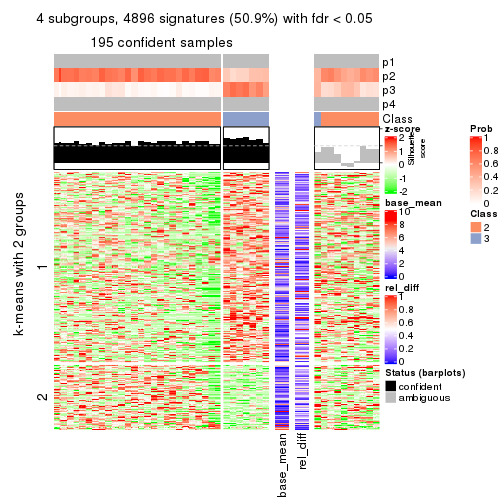 4 subgroups, 4896 signatures (50.9%) with fdr < 0.05
195 confident samples
p1
p2
p3
p4
Class
Silhouette
score
k-means with 2 groups
1
2
base_mean
rel_diff
z-score
2
1
0
-1
-2
base_mean
10
8
6
4
2
0
rel_diff
1
0.8
0.6
0.4
0.2
0
Status (barplots)
confident
ambiguous
Prob
1
0.8
0.6
0.4
0.2
0
Class
2
3